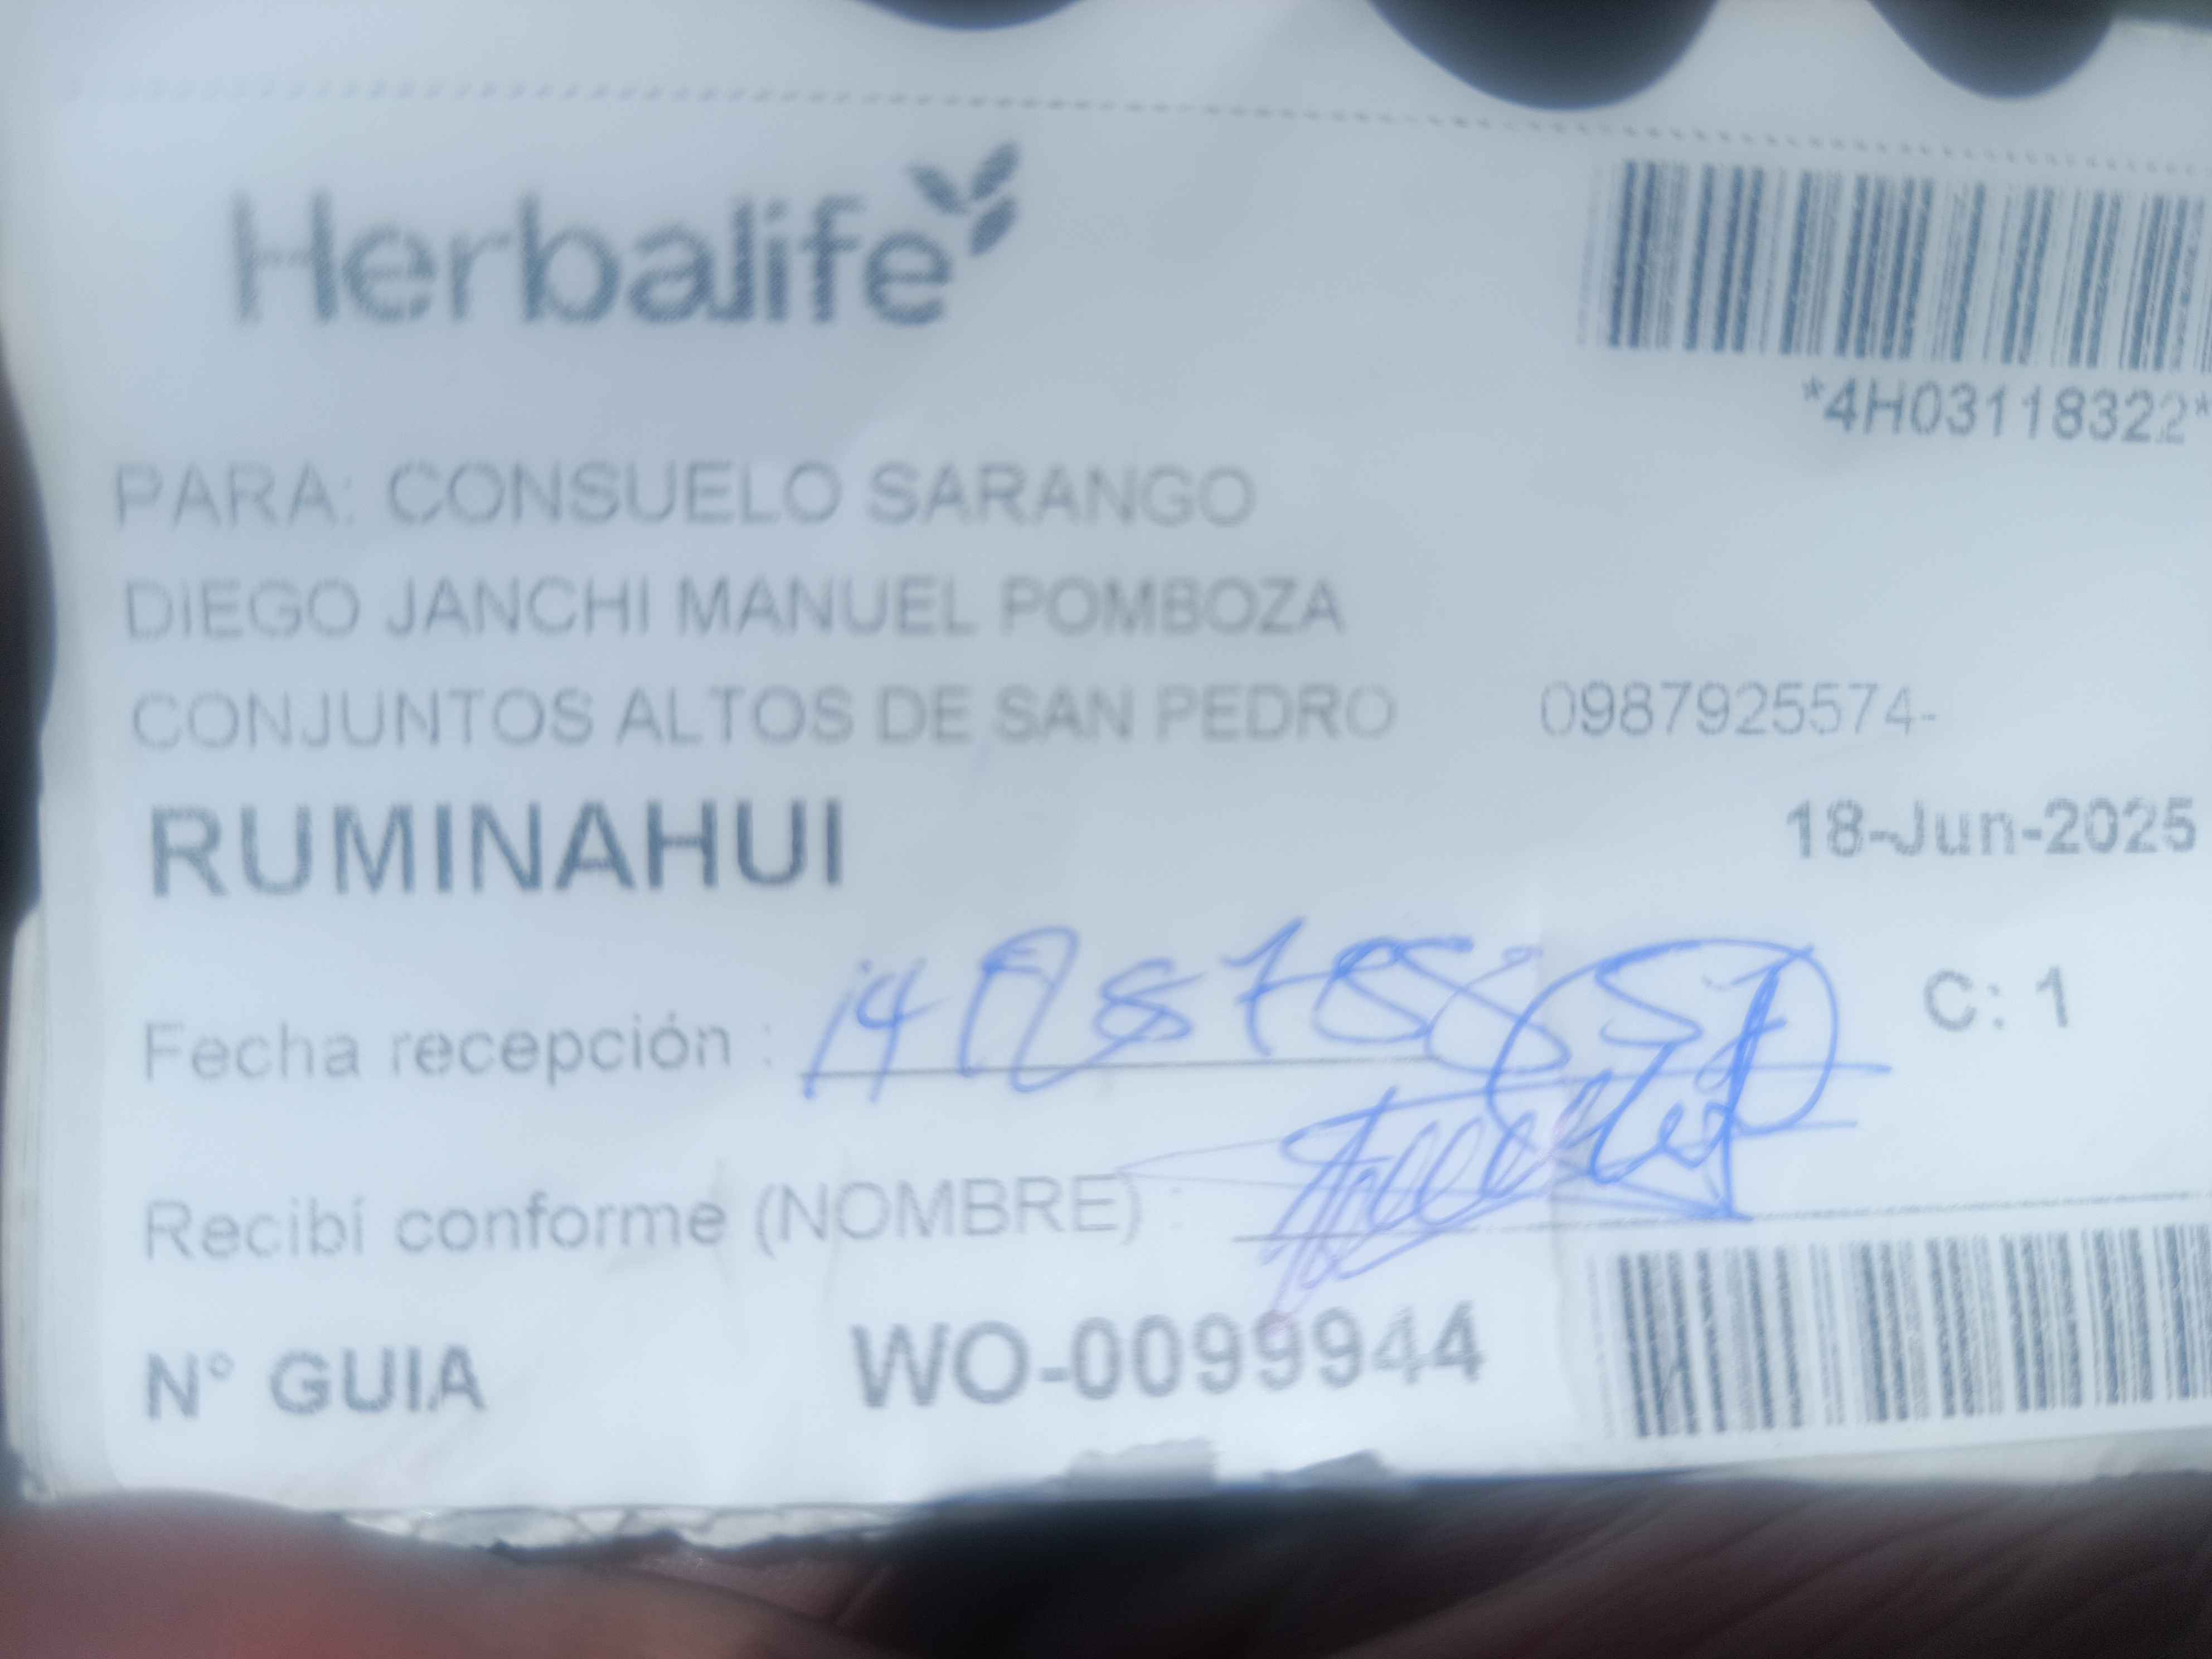 Herbalife
*4H03118322*
PARA: CONSUELO SARANGO
DIEGO JANCHI MANUEL POMBOZA
CONJUNTOS ALTOS DE SAN PEDRO 0987925574-
RUMINAHUI 18-Jun-2025
Fecha recepción : C: 1
Recibí conforme (NOMBRE) :
N° GUIA WO-0099944